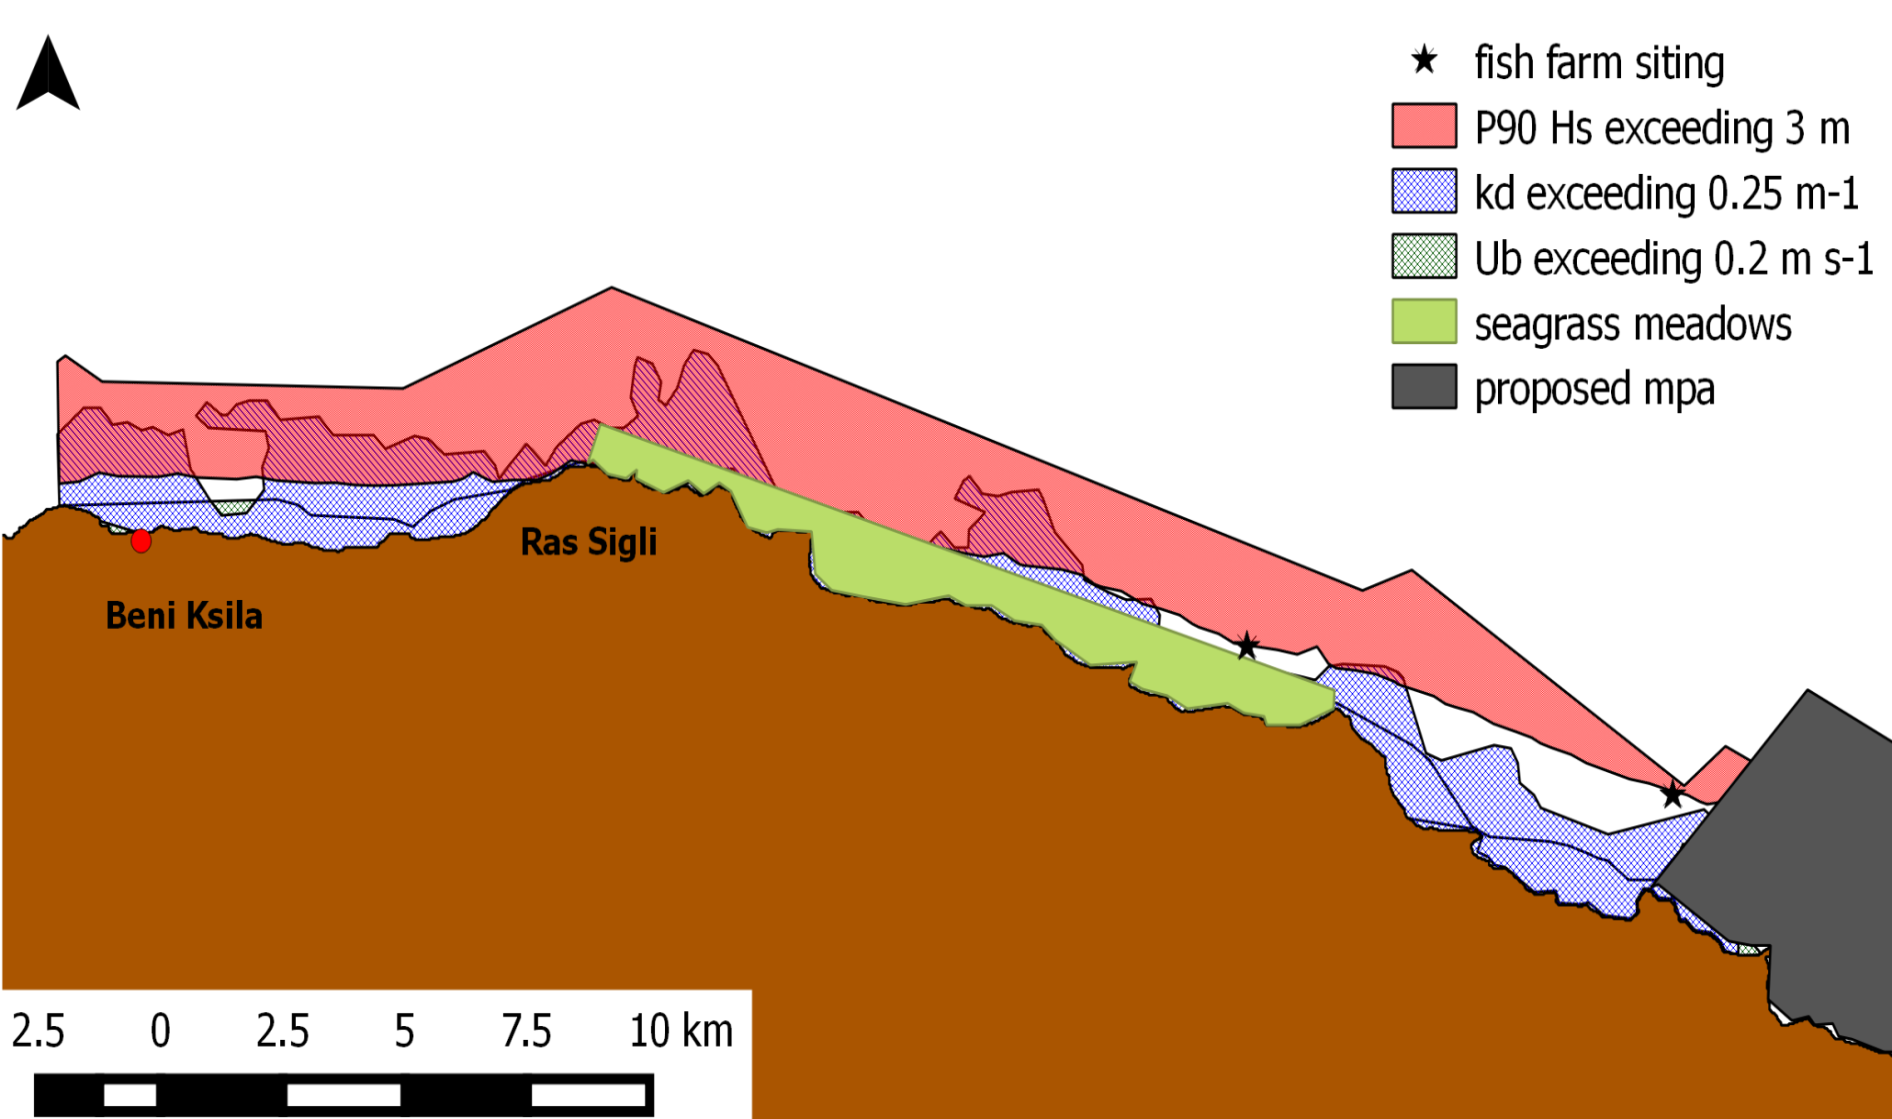 fish farm siting
P90 Hs exceeding 3 m
kd exceeding 0.25 m-1
Ub exceeding 0.2 m s-1
seagrass meadows
proposed mpa
Ras Sigli
Beni Ksila
2.5 0 2.5 5 7.5 10 km